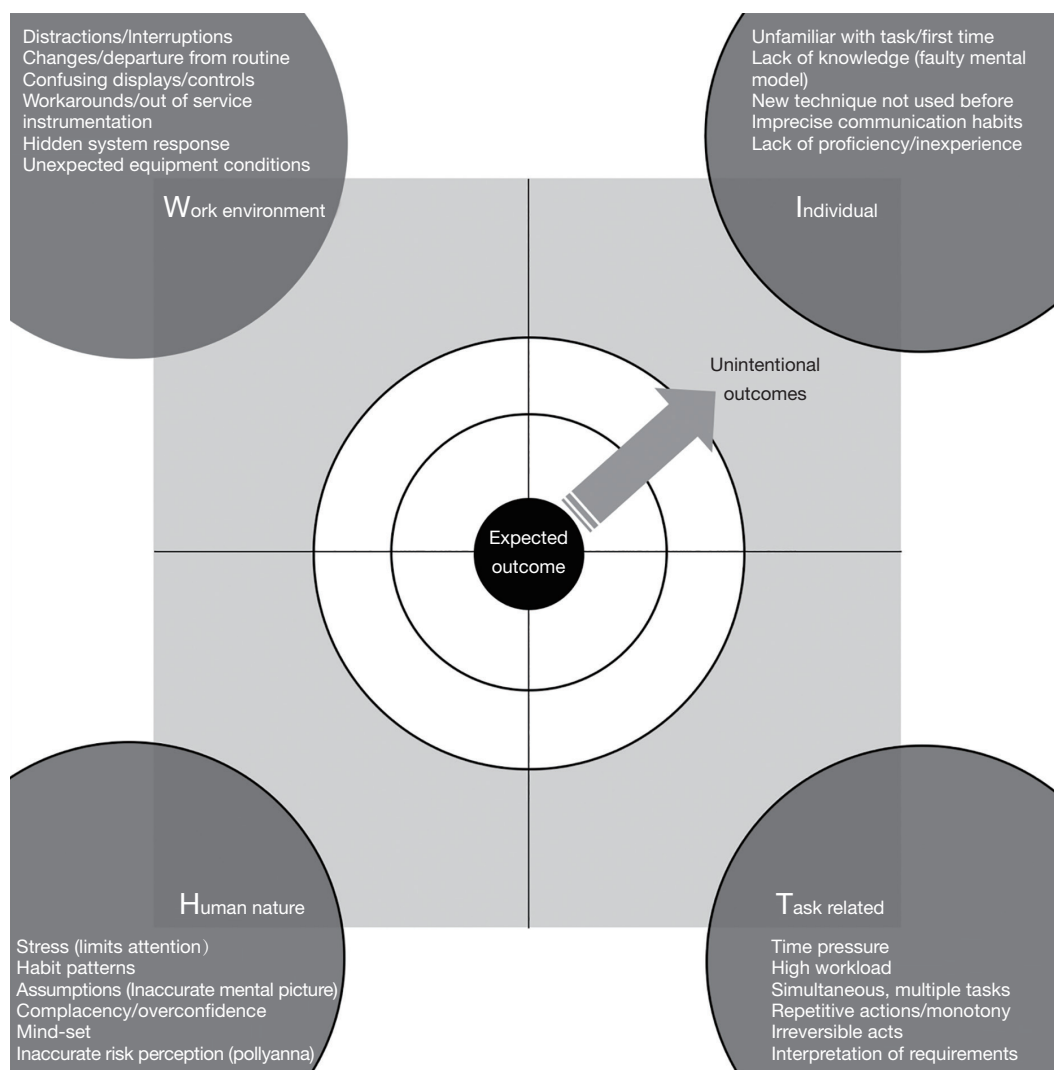 Distractions/Interruptions
Changes/departure from routine
Confusing displays/controls
Workarounds/out of service
instrumentation
Hidden system response
Unexpected equipment conditions
Work environment
Unfamiliar with task/first time
Lack of knowledge (faulty mental
model)
New technique not used before
Imprecise communication habits
Lack of proficiency/inexperience
Individual
Unintentional
outcomes
Expected
outcome
Human nature
Stress (limits attention）
Habit patterns
Assumptions (Inaccurate mental picture)
Complacency/overconfidence
Mind-set
Inaccurate risk perception (pollyanna)
Task related
Time pressure
High workload
Simultaneous, multiple tasks
Repetitive actions/monotony
Irreversible acts
Interpretation of requirements